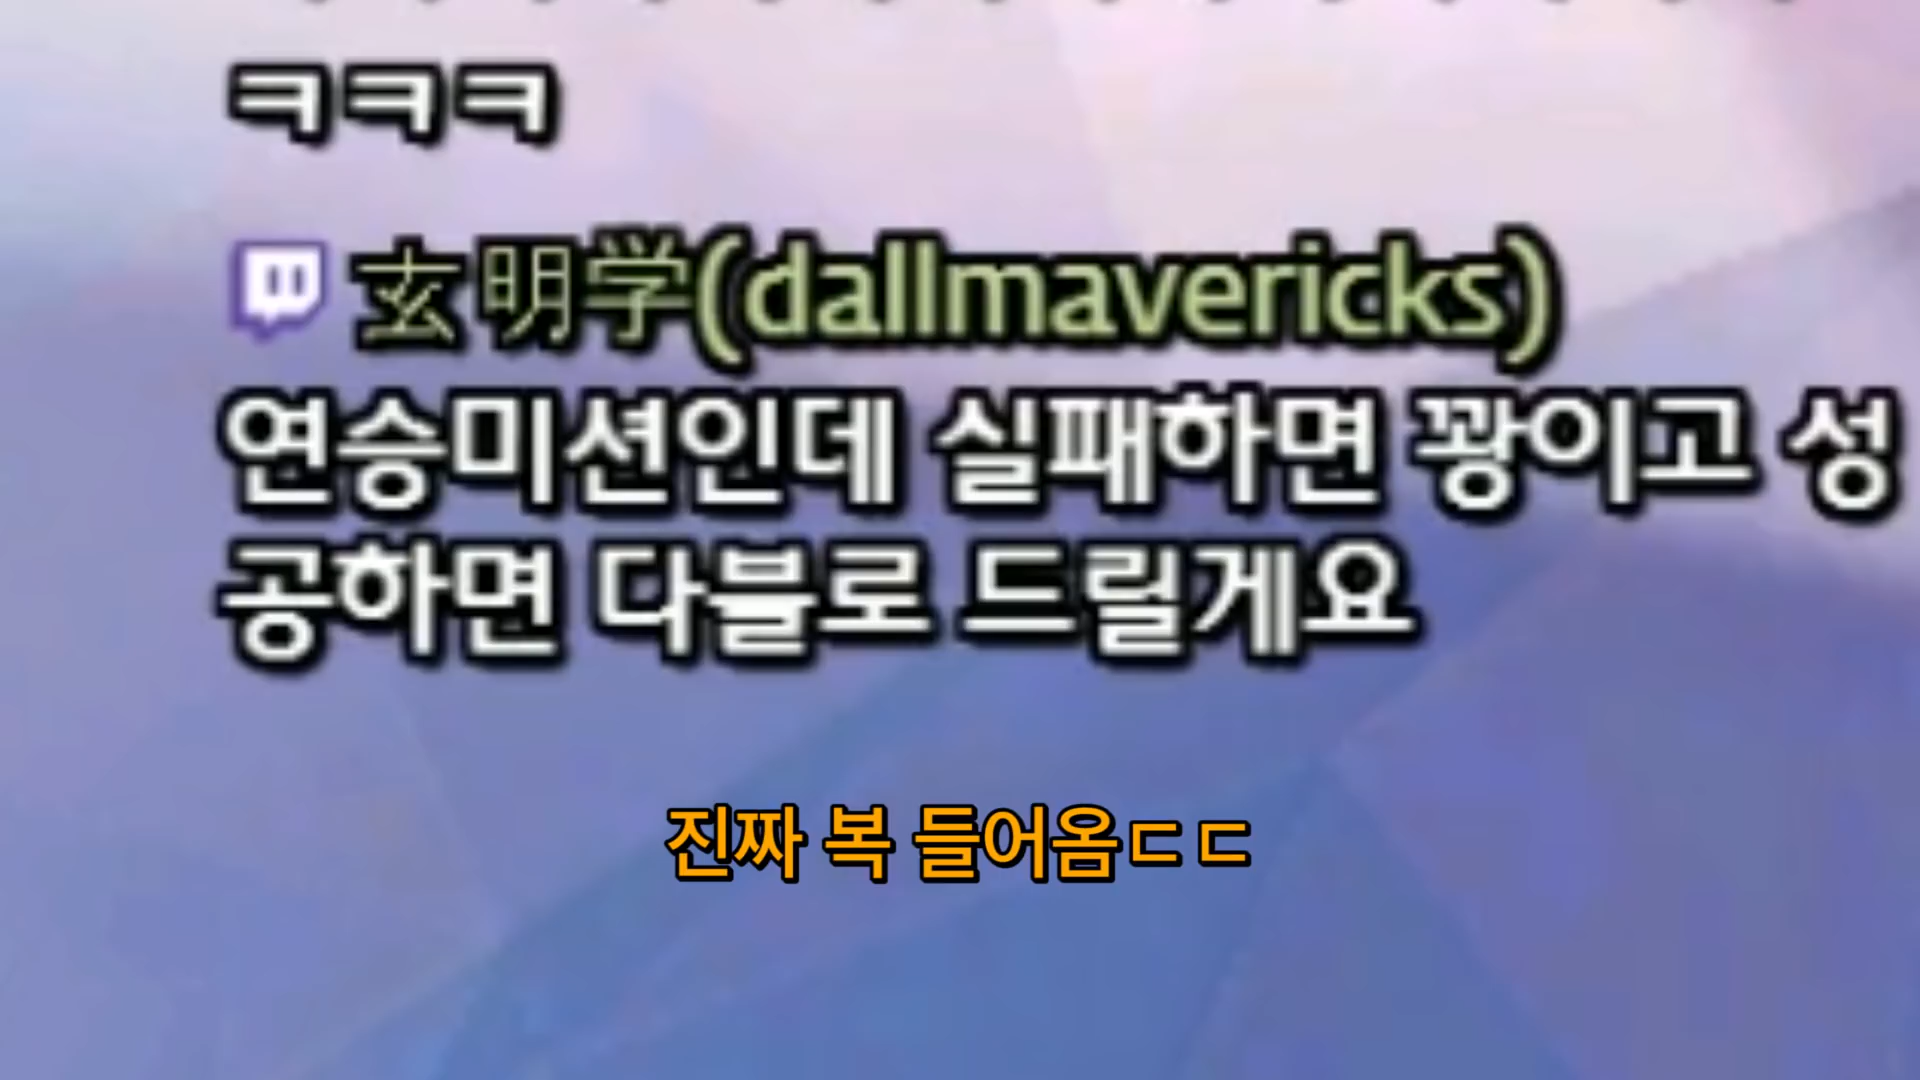 ㅋㅋㅋ
玄明学(dallmavericks)
연승미션인데 실패하면 꽝이고 성
공하면 다블로 드릴게요
진짜 복 들어옴ㄷㄷ